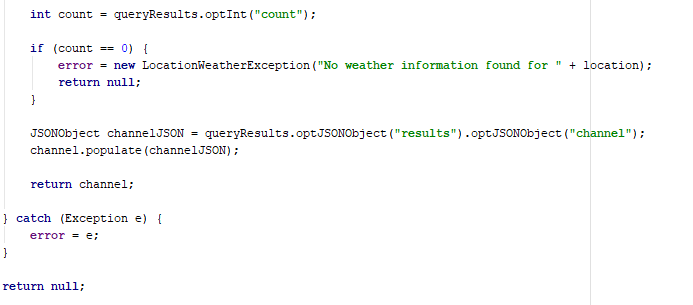 int count = queryResults.optInt("count");
if (count == 0) {
error = new LocationWeatherException("No weather information found for " + location);
return null;
}
JSONObject channelJSON = queryResults.optJSONObject("results").optJSONObject("channel");
channel.populate(channelJSON);
return channel;
} catch (Exception e) {
error = e;
}
return null;